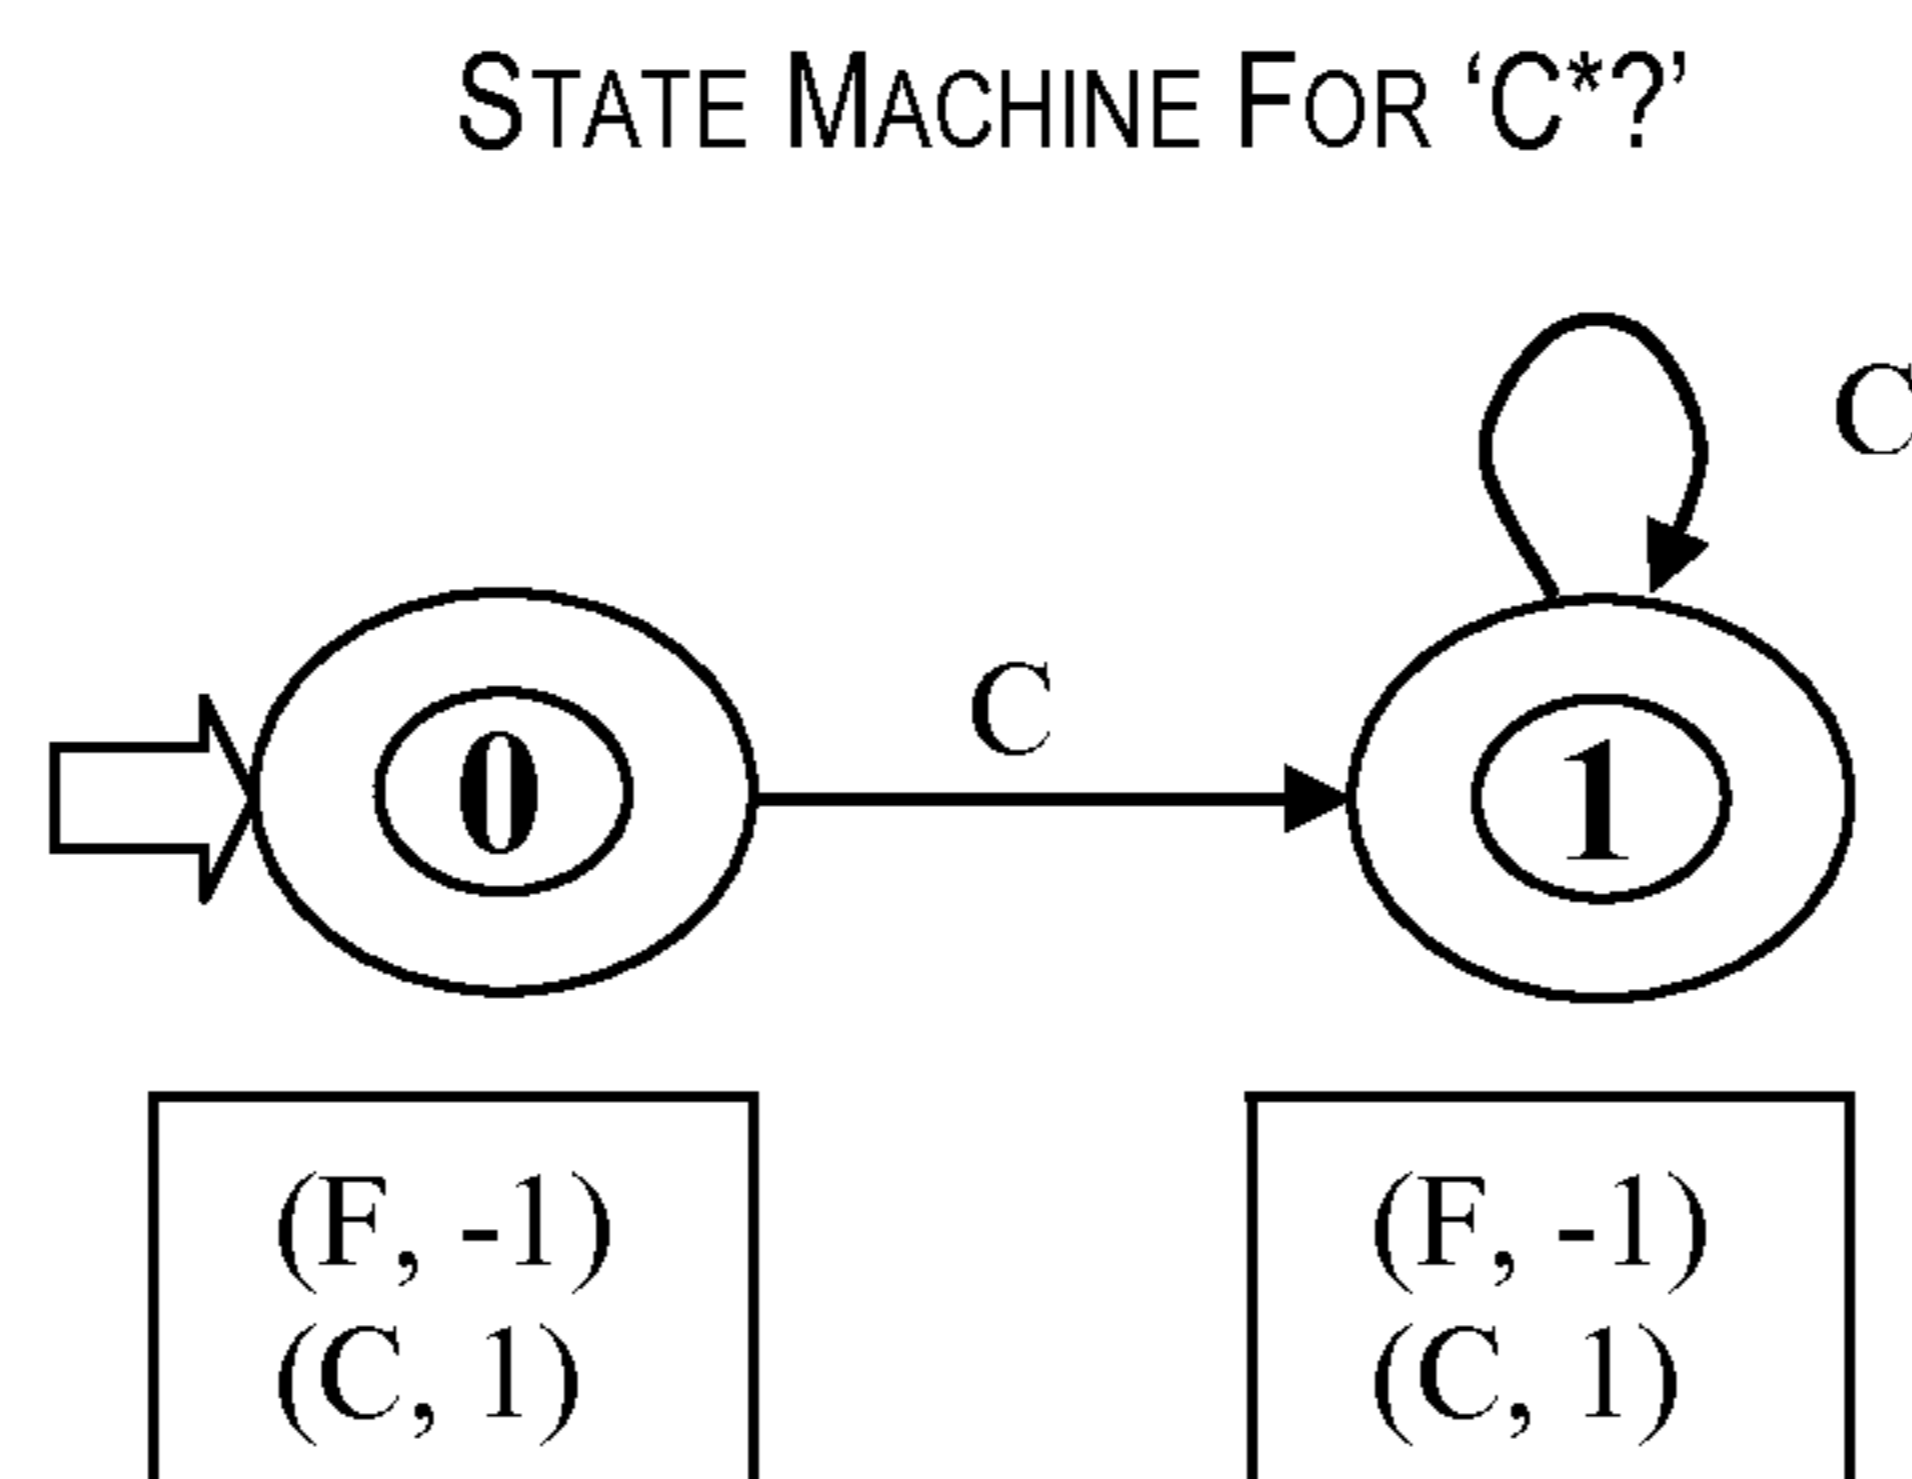 STATE MACHINE FOR ‘C*?’
C
C
0
1
(F, -1)
(C, 1)
(F, -1)
(C, 1)